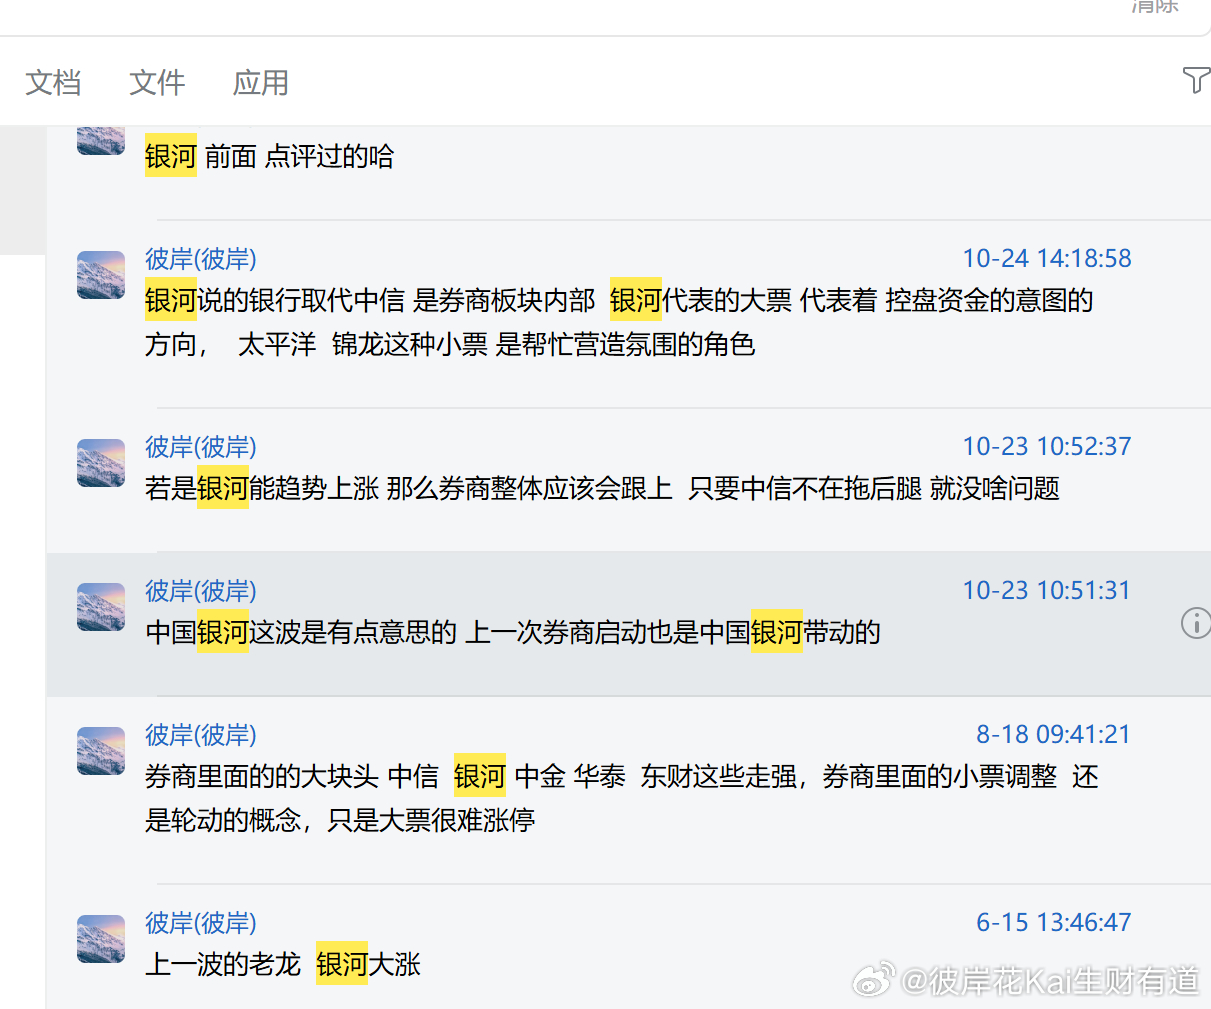 清除
文档 文件 应用
银河 前面 点评过的哈
彼岸(彼岸) 10-24 14:18:58
银河说的银行取代中信 是券商板块内部 银河代表的大票 代表着 控盘资金的意图的
方向， 太平洋 锦龙这种小票 是帮忙营造氛围的角色
彼岸(彼岸) 10-23 10:52:37
若是银河能趋势上涨 那么券商整体应该会跟上 只要中信不在拖后腿 就没啥问题
彼岸(彼岸) 10-23 10:51:31
中国银河这波是有点意思的 上一次券商启动也是中国银河带动的
彼岸(彼岸) 8-18 09:41:21
券商里面的的大块头 中信 银河 中金 华泰 东财这些走强，券商里面的小票调整 还
是轮动的概念，只是大票很难涨停
彼岸(彼岸) 6-15 13:46:47
上一波的老龙 银河大涨
@彼岸花Kai生财有道